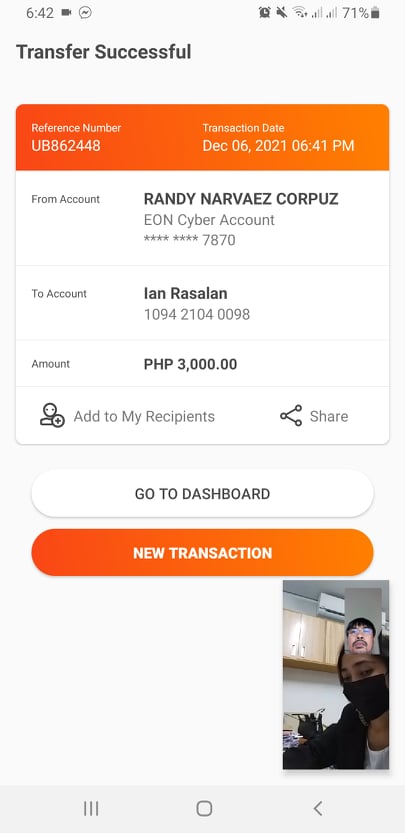 6:42
71%
Transfer Successful
Reference Number
UB862448
Transaction Date
Dec 06, 2021 06:41 PM
From Account
RANDY NARVAEZ CORPUZ
EON Cyber Account
**** **** 7870
To Account
Ian Rasalan
1094 2104 0098
Amount
PHP 3,000.00
Add to My Recipients
Share
GO TO DASHBOARD
NEW TRANSACTION